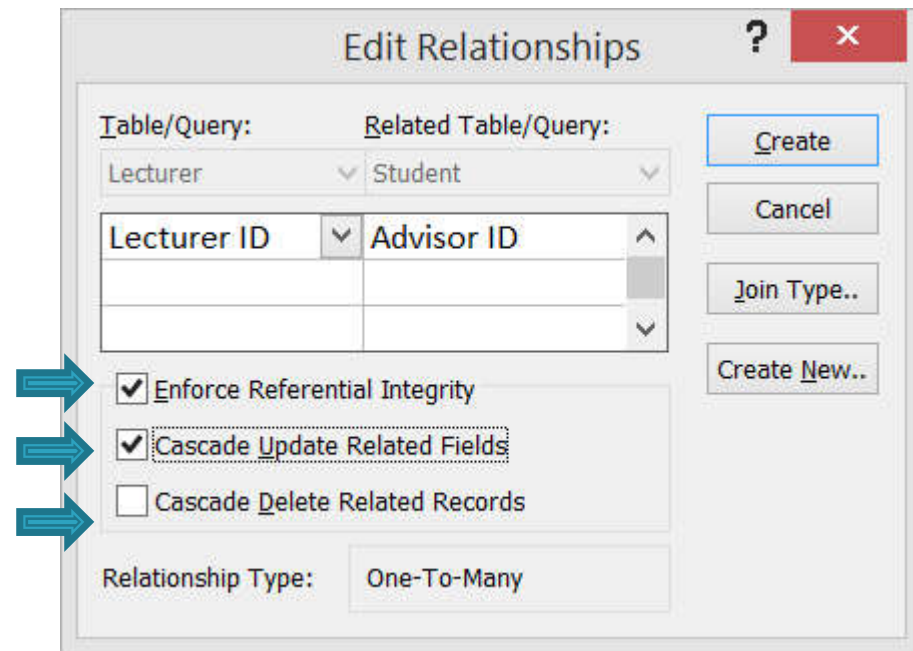 Edit Relationships ? ×
Table/Query: Related Table/Query:
Create
Lecturer Student
Cancel
Lecturer ID Advisor ID
Join Type..
Create New..
Enforce Referential Integrity
Cascade Update Related Fields
Cascade Delete Related Records
Relationship Type: One-To-Many